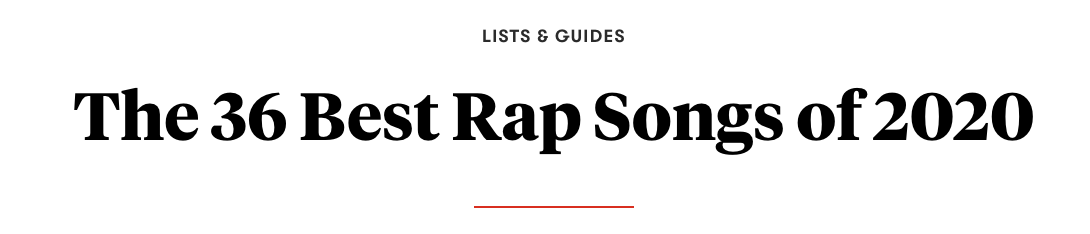 LISTS & GUIDES
The 36 Best Rap Songs of 2020